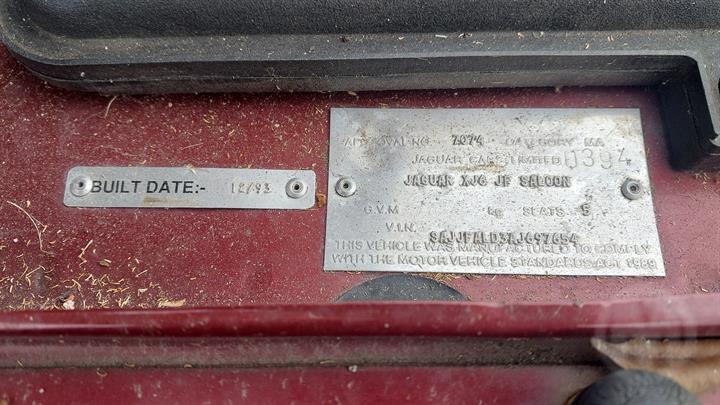 BUILT DATE:- 12/93
APPROVAL NO. 7074 CATEGORY MA
JAGUAR CARS LIMITED 0394
JAGUAR XJ6 JF SALOON
G.V.M kg SEATS 5
V.I.N. SAJJFALD3AJ697654
THIS VEHICLE WAS MANUFACTURED TO COMPLY
WITH THE MOTOR VEHICLE STANDARDS ACT 1989